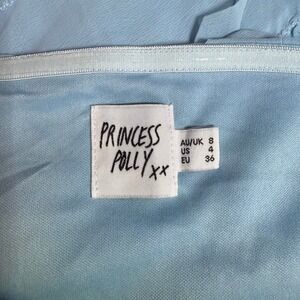 PRINCESS
POLLY xx
AU/UK 8
US 4
EU 36